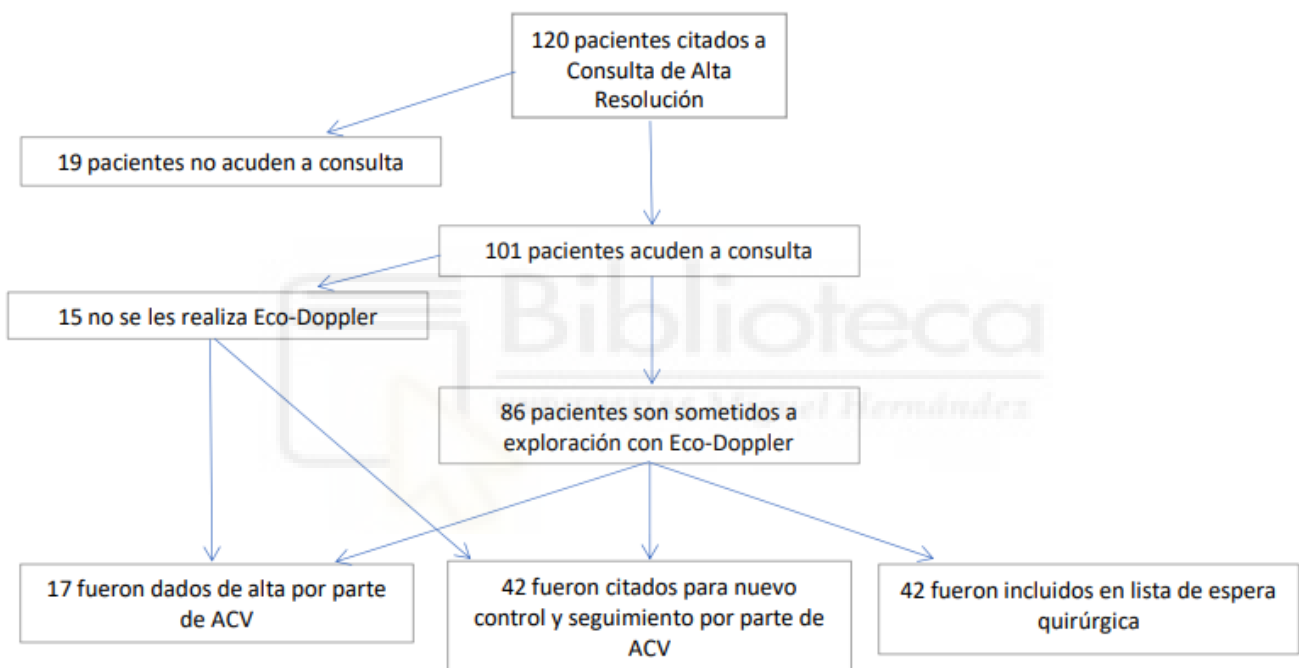 120 pacientes citados a
Consulta de Alta
Resolución
19 pacientes no acuden a consulta
101 pacientes acuden a consulta
15 no se les realiza Eco-Doppler
Biblioteca
UNIVERSITAS Miguel Hernández
86 pacientes son sometidos a
exploración con Eco-Doppler
17 fueron dados de alta por parte
de ACV
42 fueron citados para nuevo
control y seguimiento por parte de
ACV
42 fueron incluidos en lista de espera
quirúrgica